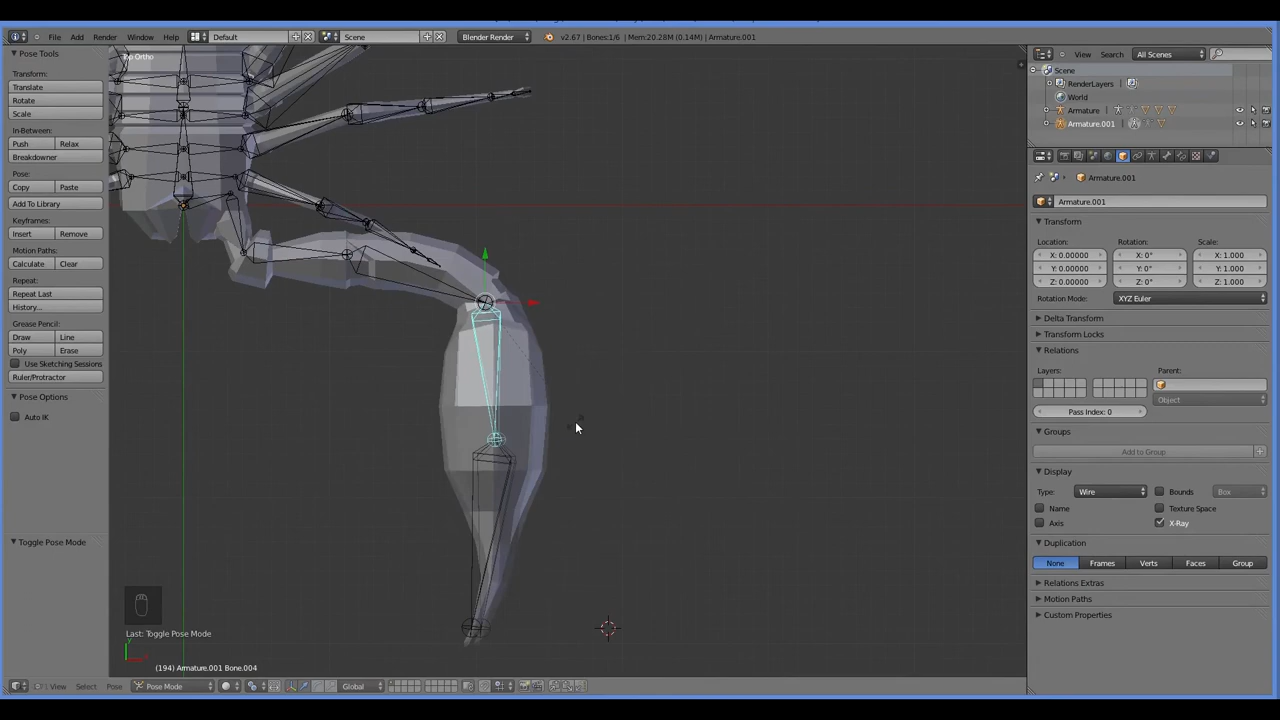 File Add Render Window Help Default Scene Blender Render v2.67 | Bones:1/6 | Mem:20.28M (0.14M) | Armature.001
Pose Tools
Transform:
Translate
Rotate
Scale
In-Between:
Push Relax
Breakdowner
Pose:
Copy Paste
Add To Library
Keyframes:
Insert Remove
Motion Paths:
Calculate Clear
Repeat:
Repeat Last
History...
Grease Pencil:
Draw Line
Poly Erase
Use Sketching Sessions
Ruler/Protractor
Pose Options
Auto IK
Toggle Pose Mode
Top Ortho
Last: Toggle Pose Mode
(194) Armature.001 Bone.004
View Select Pose Pose Mode Global
View Search All Scenes
Scene
RenderLayers
World
Armature
Armature.001
Armature.001
Armature.001
Transform
Location: Rotation: Scale:
X: 0.00000 X: 0° X: 1.000
Y: 0.00000 Y: 0° Y: 1.000
Z: 0.00000 Z: 0° Z: 1.000
Rotation Mode: XYZ Euler
Delta Transform
Transform Locks
Relations
Layers: Parent:
Object
Pass Index: 0
Groups
Add to Group
Display
Type: Wire Bounds Box
Name Texture Space
Axis X-Ray
Duplication
None Frames Verts Faces Group
Relations Extras
Motion Paths
Custom Properties